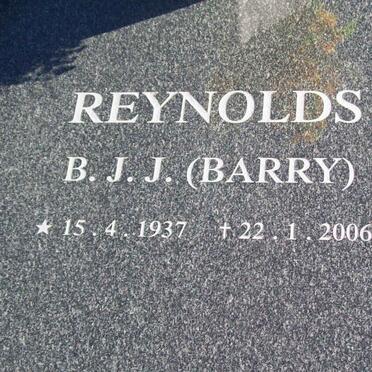 REYNOLDS
B. J. J. (BARRY)
★ 15 . 4 . 1937 † 22 . 1 . 2006